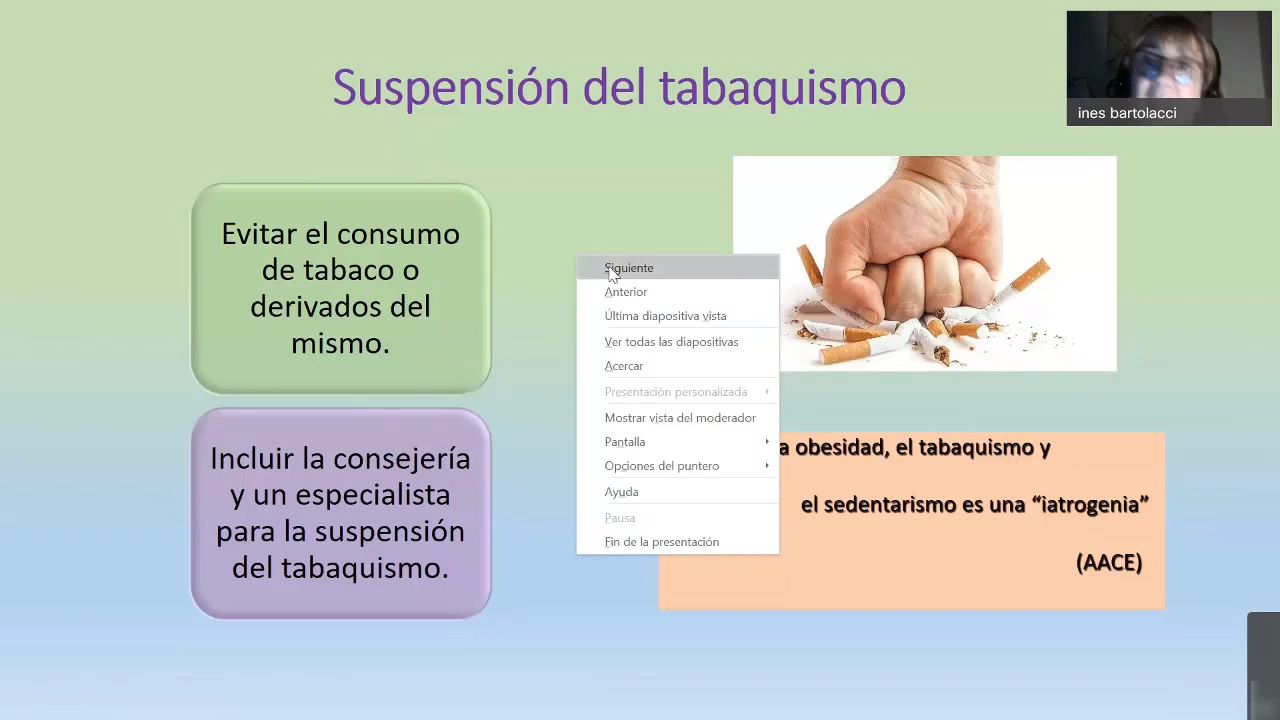 Suspensión del tabaquismo
ines bartolacci
Evitar el consumo
de tabaco o
derivados del
mismo.
Incluir la consejería
y un especialista
para la suspensión
del tabaquismo.
Siguiente
Anterior
Última diapositiva vista
Ver todas las diapositivas
Acercar
Presentación personalizada
Mostrar vista del moderador
Pantalla
Opciones del puntero
Ayuda
Pausa
Fin de la presentación
a obesidad, el tabaquismo y
el sedentarismo es una “iatrogenia”
(AACE)